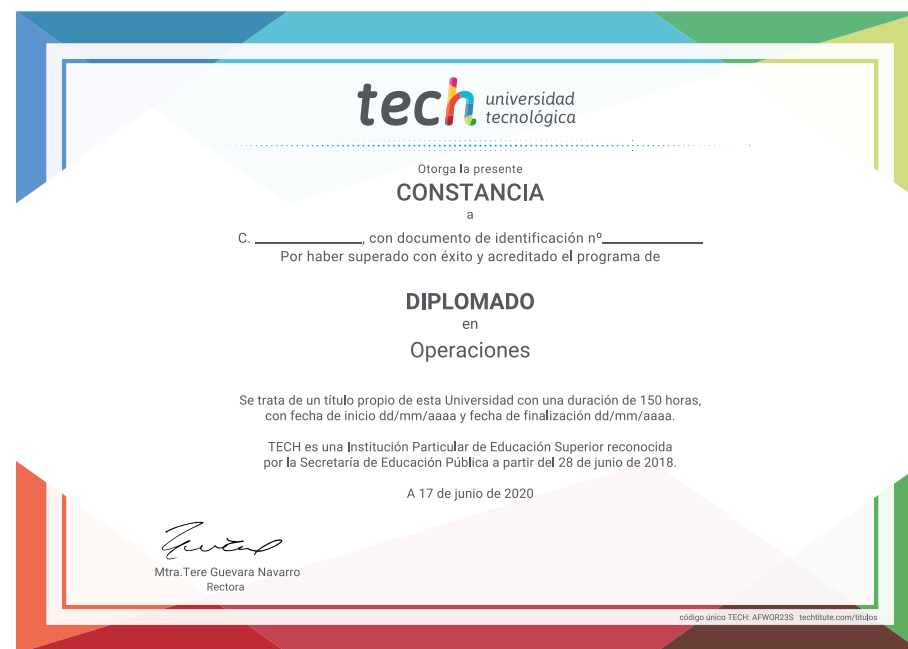 tech universidad
tecnológica
Otorga la presente
CONSTANCIA
a
C. ____________, con documento de identificación nº____________
Por haber superado con éxito y acreditado el programa de
DIPLOMADO
en
Operaciones
Se trata de un título propio de esta Universidad con una duración de 150 horas,
con fecha de inicio dd/mm/aaaa y fecha de finalización dd/mm/aaaa.
TECH es una Institución Particular de Educación Superior reconocida
por la Secretaría de Educación Pública a partir del 28 de junio de 2018.
A 17 de junio de 2020
Mtra.Tere Guevara Navarro
Rectora
código único TECH: AFWOR23S techtitute.com/titulos